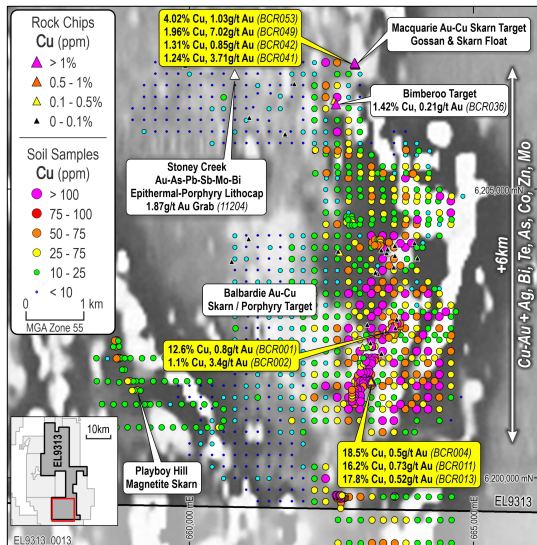 Rock Chips
Cu (ppm)
> 1%
0.5 - 1%
0.1 - 0.5%
0 - 0.1%
Soil Samples
Cu (ppm)
> 100
75 - 100
50 - 75
25 - 75
10 - 25
< 10
0 1 km
MGA Zone 55
4.02% Cu, 1.03g/t Au (BCR053)
1.96% Cu, 7.02g/t Au (BCR049)
1.31% Cu, 0.85g/t Au (BCR042)
1.24% Cu, 3.71g/t Au (BCR041)
Macquarie Au-Cu Skarn Target
Gossan & Skarn Float
Bimberoo Target
1.42% Cu, 0.21g/t Au (BCR036)
Stoney Creek
Au-As-Pb-Sb-Mo-Bi
Epithermal-Porphyry Lithocap
1.87g/t Au Grab (11204)
6,205,000 mN
+6km
Cu-Au + Ag, Bi, Te, As, Co, Zn, Mo
Balbardie Au-Cu
Skarn / Porphyry Target
12.6% Cu, 0.8g/t Au (BCR001)
1.1% Cu, 3.4g/t Au (BCR002)
18.5% Cu, 0.5g/t Au (BCR004)
16.2% Cu, 0.73g/t Au (BCR011)
17.8% Cu, 0.52g/t Au (BCR013)
Playboy Hill
Magnetite Skarn
10km
EL9313
6,200,000 mN
EL9313
660,000 mE
665,000 mE
EL9313_0013